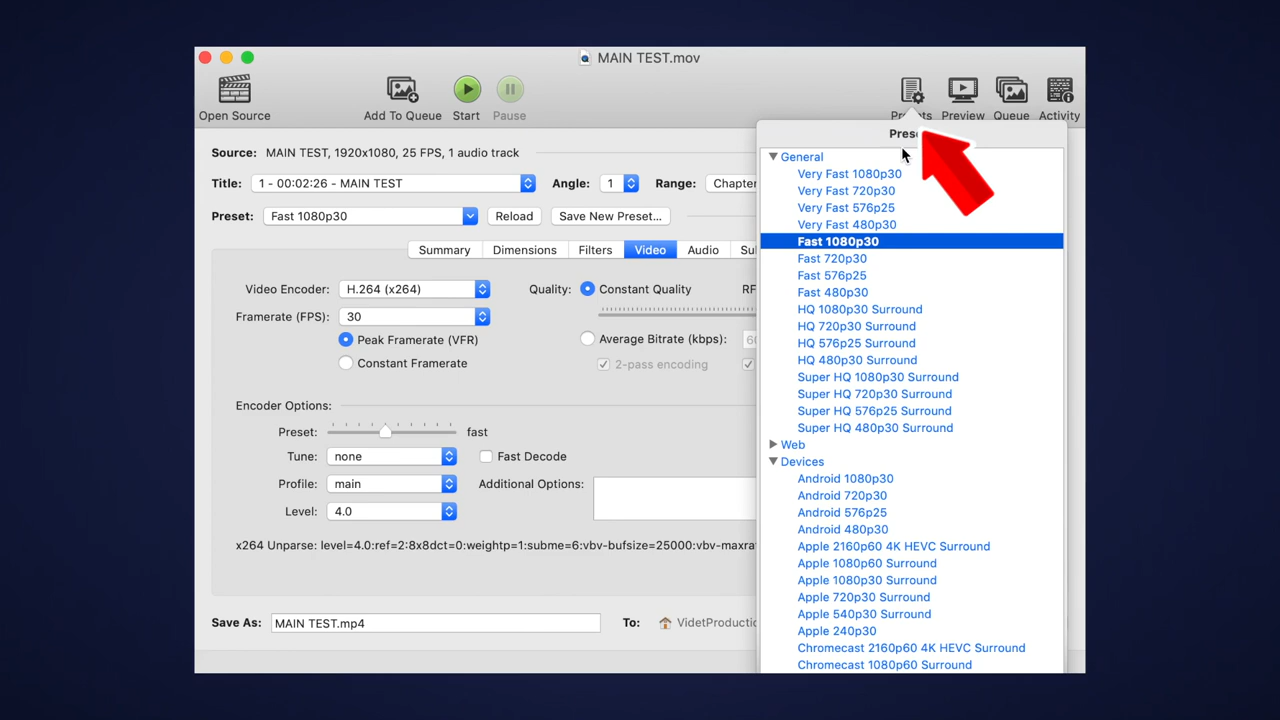 MAIN TEST.mov
Open Source Add To Queue Start Pause Presets Preview Queue Activity
Source: MAIN TEST, 1920x1080, 25 FPS, 1 audio track
Title: 1 - 00:02:26 - MAIN TEST Angle: 1 Range: Chapter
Preset: Fast 1080p30 Reload Save New Preset...
Summary Dimensions Filters Video Audio Su
Video Encoder: H.264 (x264) Quality: Constant Quality RF
Framerate (FPS): 30
Peak Framerate (VFR) Average Bitrate (kbps): 60
Constant Framerate 2-pass encoding
Encoder Options:
Preset: fast
Tune: none Fast Decode
Profile: main Additional Options:
Level: 4.0
x264 Unparse: level=4.0:ref=2:8x8dct=0:weightp=1:subme=6:vbv-bufsize=25000:vbv-maxra
Save As: MAIN TEST.mp4 To: VidetProductio
Prese
General
Very Fast 1080p30
Very Fast 720p30
Very Fast 576p25
Very Fast 480p30
Fast 1080p30
Fast 720p30
Fast 576p25
Fast 480p30
HQ 1080p30 Surround
HQ 720p30 Surround
HQ 576p25 Surround
HQ 480p30 Surround
Super HQ 1080p30 Surround
Super HQ 720p30 Surround
Super HQ 576p25 Surround
Super HQ 480p30 Surround
Web
Devices
Android 1080p30
Android 720p30
Android 576p25
Android 480p30
Apple 2160p60 4K HEVC Surround
Apple 1080p60 Surround
Apple 1080p30 Surround
Apple 720p30 Surround
Apple 540p30 Surround
Apple 240p30
Chromecast 2160p60 4K HEVC Surround
Chromecast 1080p60 Surround